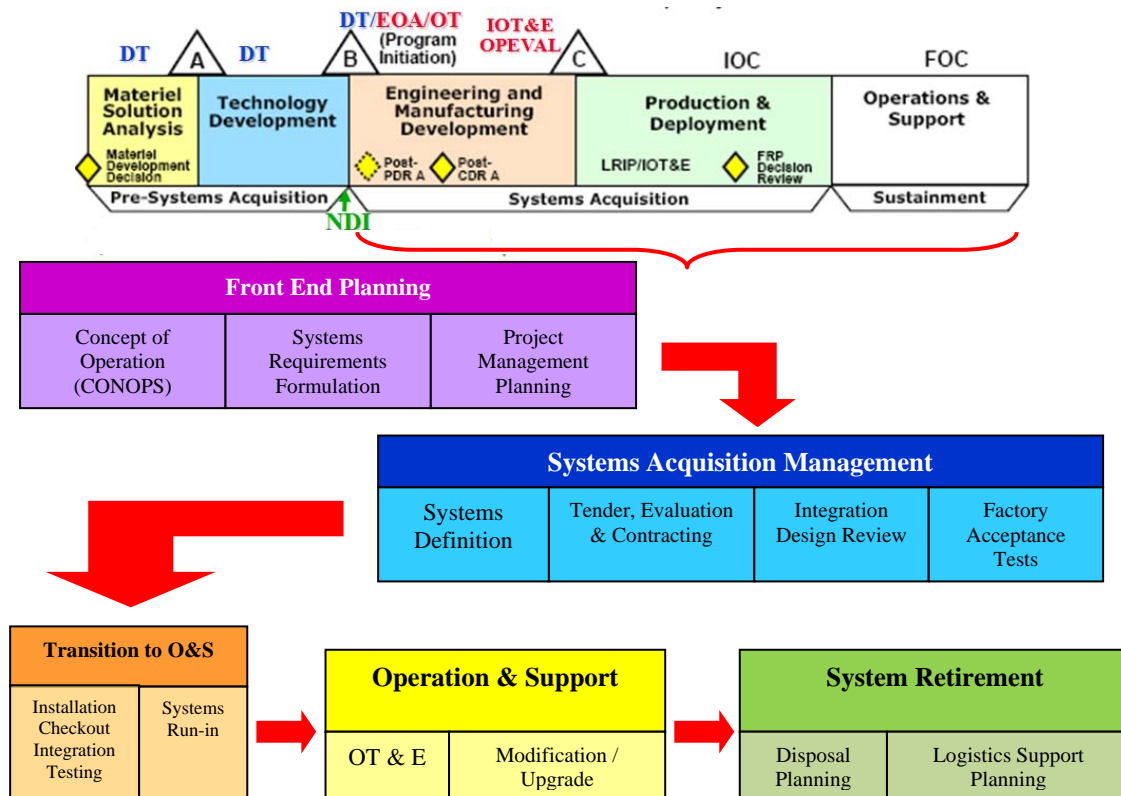 DT
A
DT
DT/EOA/OT
(Program
Initiation)
B
IOT&E
OPEVAL
C
IOC
FOC
Materiel
Solution
Analysis
Materiel
Development
Decision
Technology
Development
Engineering and
Manufacturing
Development
Post-
PDR A
Post-
CDR A
Production &
Deployment
LRIP/IOT&E
FRP
Decision
Review
Operations &
Support
Pre-Systems Acquisition
Systems Acquisition
Sustainment
NDI
Front End Planning
Concept of
Operation
(CONOPS)
Systems
Requirements
Formulation
Project
Management
Planning
Systems Acquisition Management
Systems
Definition
Tender, Evaluation
& Contracting
Integration
Design Review
Factory
Acceptance
Tests
Transition to O&S
Installation
Checkout
Integration
Testing
Systems
Run-in
Operation & Support
OT & E
Modification /
Upgrade
System Retirement
Disposal
Planning
Logistics Support
Planning